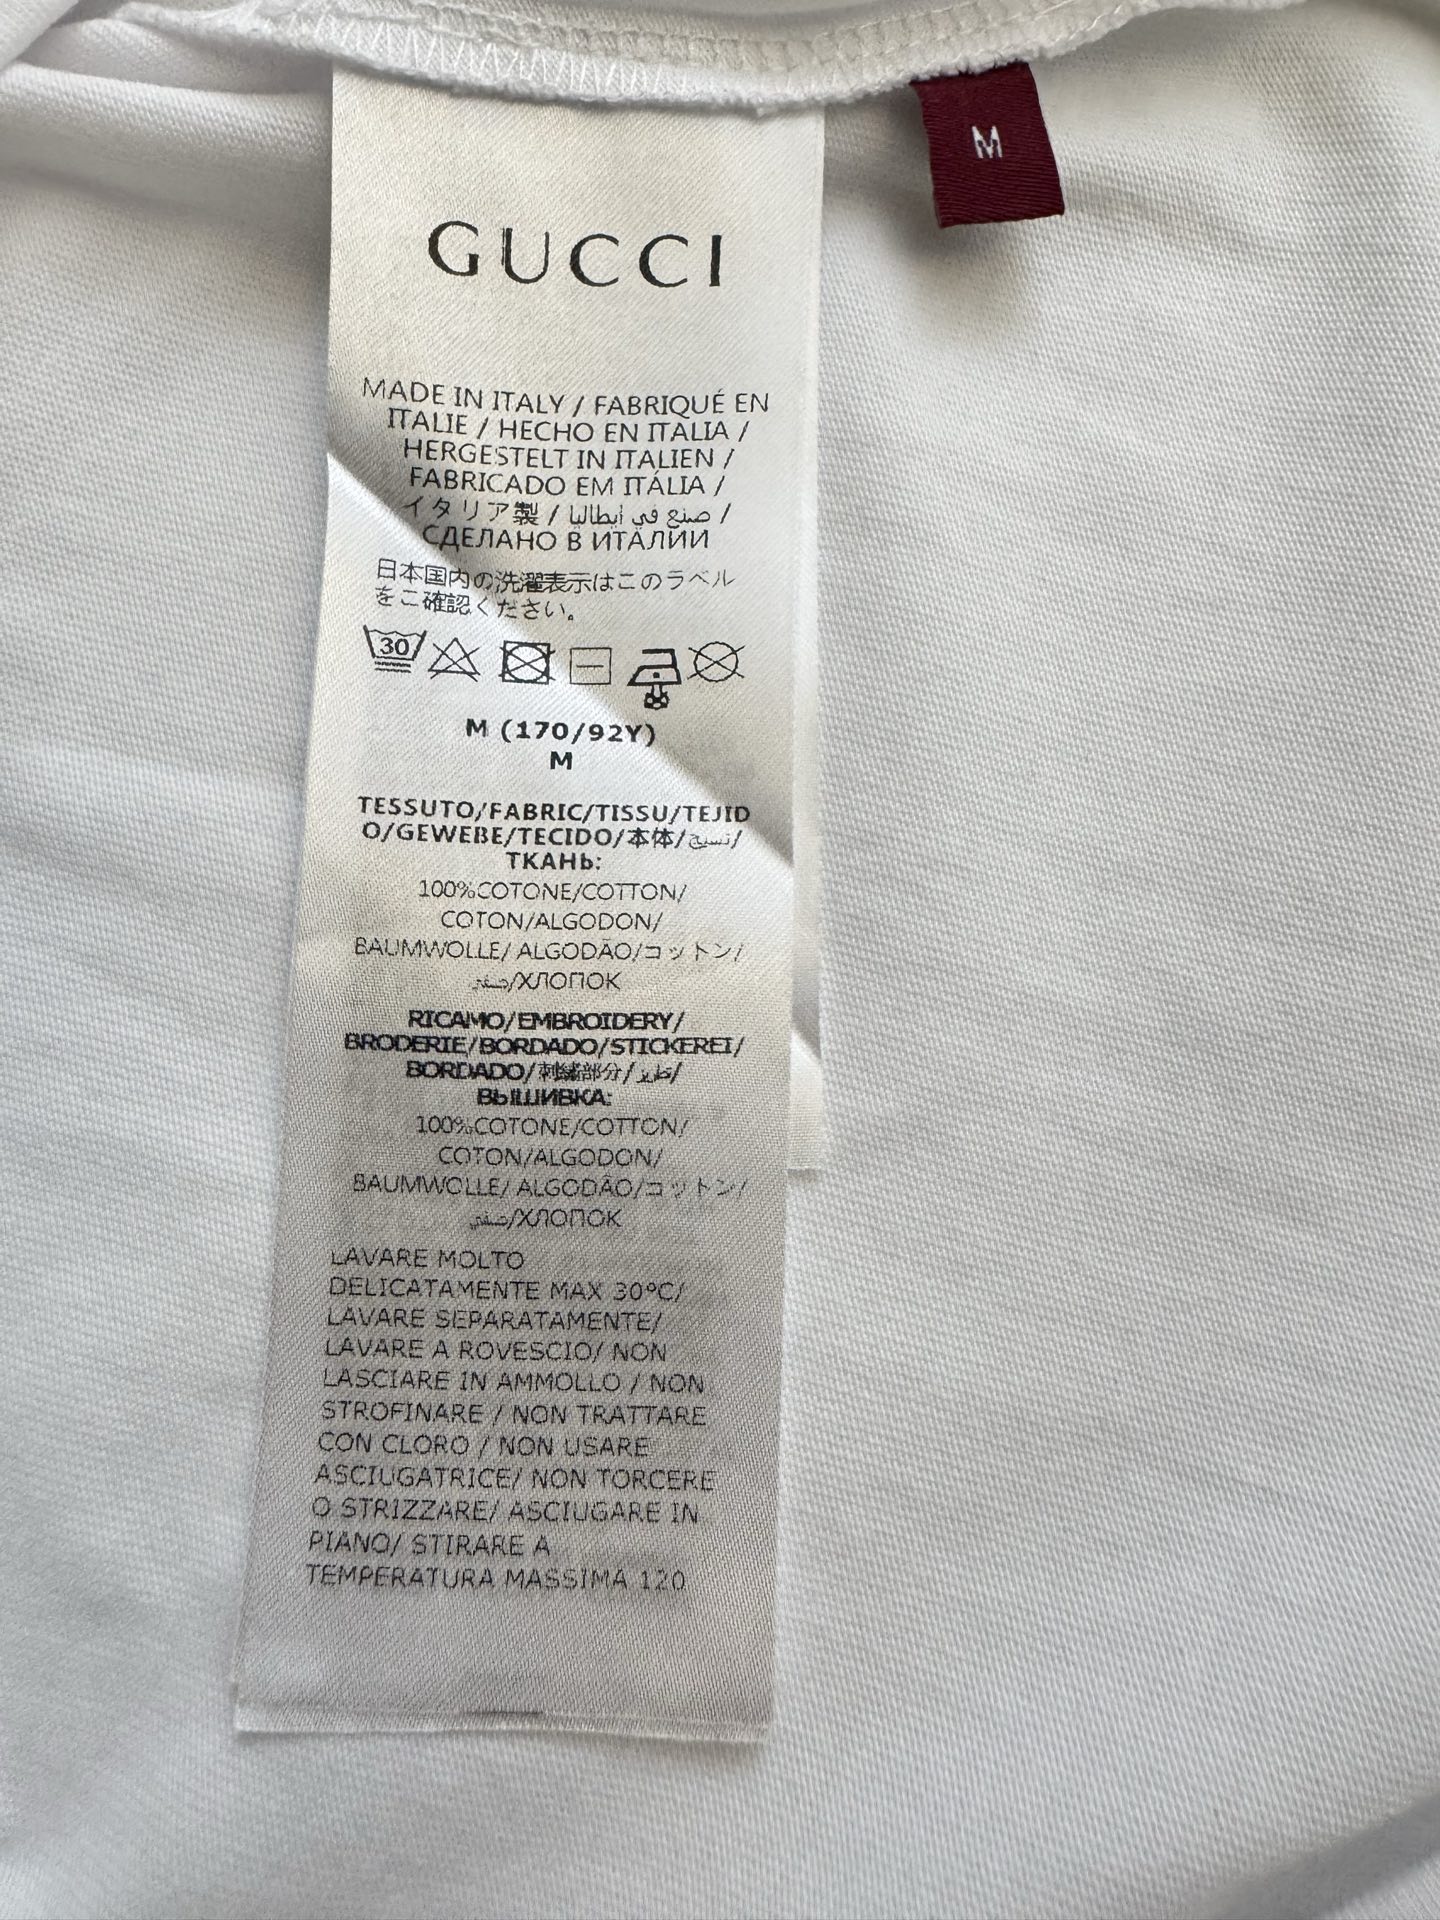 M
GUCCI
MADE IN ITALY / FABRIQUÉ EN
ITALIE / HECHO EN ITALIA /
HERGESTELT IN ITALIEN /
FABRICADO EM ITÁLIA /
イタリア製 / صنع في إيطاليا /
СДЕЛАНО В ИТАЛИИ
日本国内の洗濯表示はこのラベル
をご確認ください。
30
M (170/92Y)
M
TESSUTO/FABRIC/TISSU/TEJID
O/GEWEBE/TECIDO/本体/نسيج/
ТКАНЬ:
100%COTONE/COTTON/
COTON/ALGODON/
BAUMWOLLE/ ALGODÃO/コットン/
/ХЛОПОК
RICAMO/EMBROIDERY/
BRODERIE/BORDADO/STICKEREI/
BORDADO/刺繍部分/تطريز/
ВЫШИВКА:
100%COTONE/COTTON/
COTON/ALGODON/
BAUMWOLLE/ ALGODÃO/コットン/
/ХЛОПОК
LAVARE MOLTO
DELICATAMENTE MAX 30°C/
LAVARE SEPARATAMENTE/
LAVARE A ROVESCIO/ NON
LASCIARE IN AMMOLLO / NON
STROFINARE / NON TRATTARE
CON CLORO / NON USARE
ASCIUGATRICE/ NON TORCERE
O STRIZZARE/ ASCIUGARE IN
PIANO/ STIRARE A
TEMPERATURA MASSIMA 120